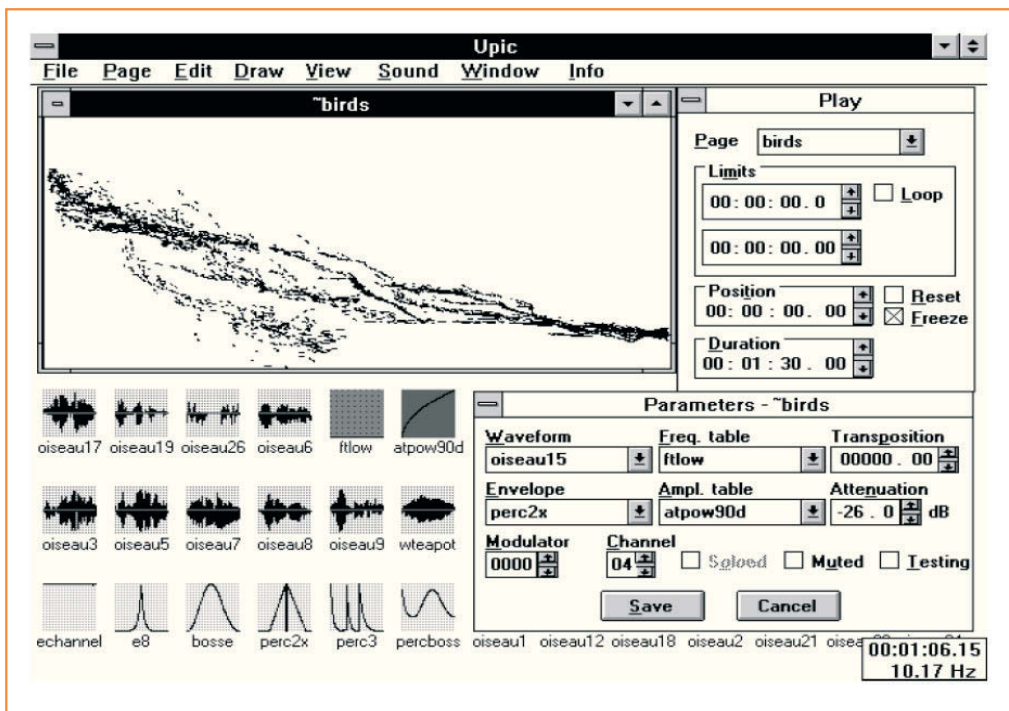 Upic
File Page Edit Draw View Sound Window Info
~birds
Play
Page birds
Limits
00: 00: 00. 0 Loop
00: 00: 00. 00
Position
00: 00 : 00. 00
Reset
Freeze
Duration
00 : 01 : 30 . 00
oiseau17 oiseau19 oiseau26 oiseau6 ftlow atpow90d
oiseau3 oiseau5 oiseau7 oiseau8 oiseau9 wteapot
echannel e8 bosse perc2x perc3 percboss oiseau1 oiseau12 oiseau18 oiseau2 oiseau21
Parameters - ~birds
Waveform Freq. table Transposition
oiseau15 ftlow 00000 . 00
Envelope Ampl. table Attenuation
perc2x atpow90d -26 . 0 dB
Modulator Channel
0000 04 Soloed Muted Testing
Save Cancel
00:01:06.15
10.17 Hz